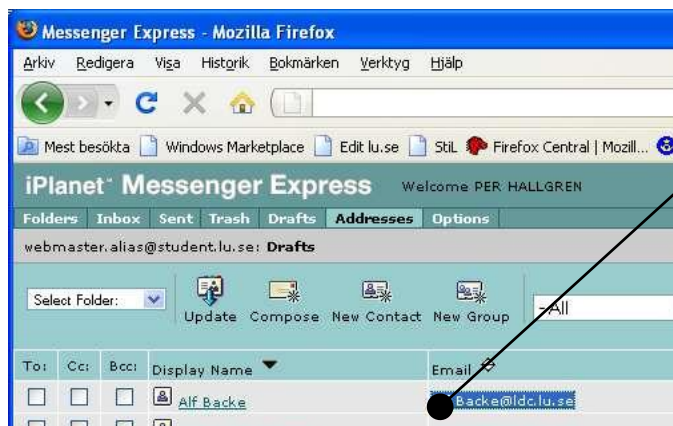 Messenger Express - Mozilla Firefox
Arkiv Redigera Visa Historik Bokmärken Verktyg Hjälp
Mest besökta Windows Marketplace Edit lu.se StiL Firefox Central | Mozill...
iPlanet™ Messenger Express Welcome PER HALLGREN
Folders Inbox Sent Trash Drafts Addresses Options
webmaster.alias@student.lu.se: Drafts
Select Folder: Update Compose New Contact New Group - All
To: Cc: Bcc: Display Name Email
Alf Backe Backe@ldc.lu.se